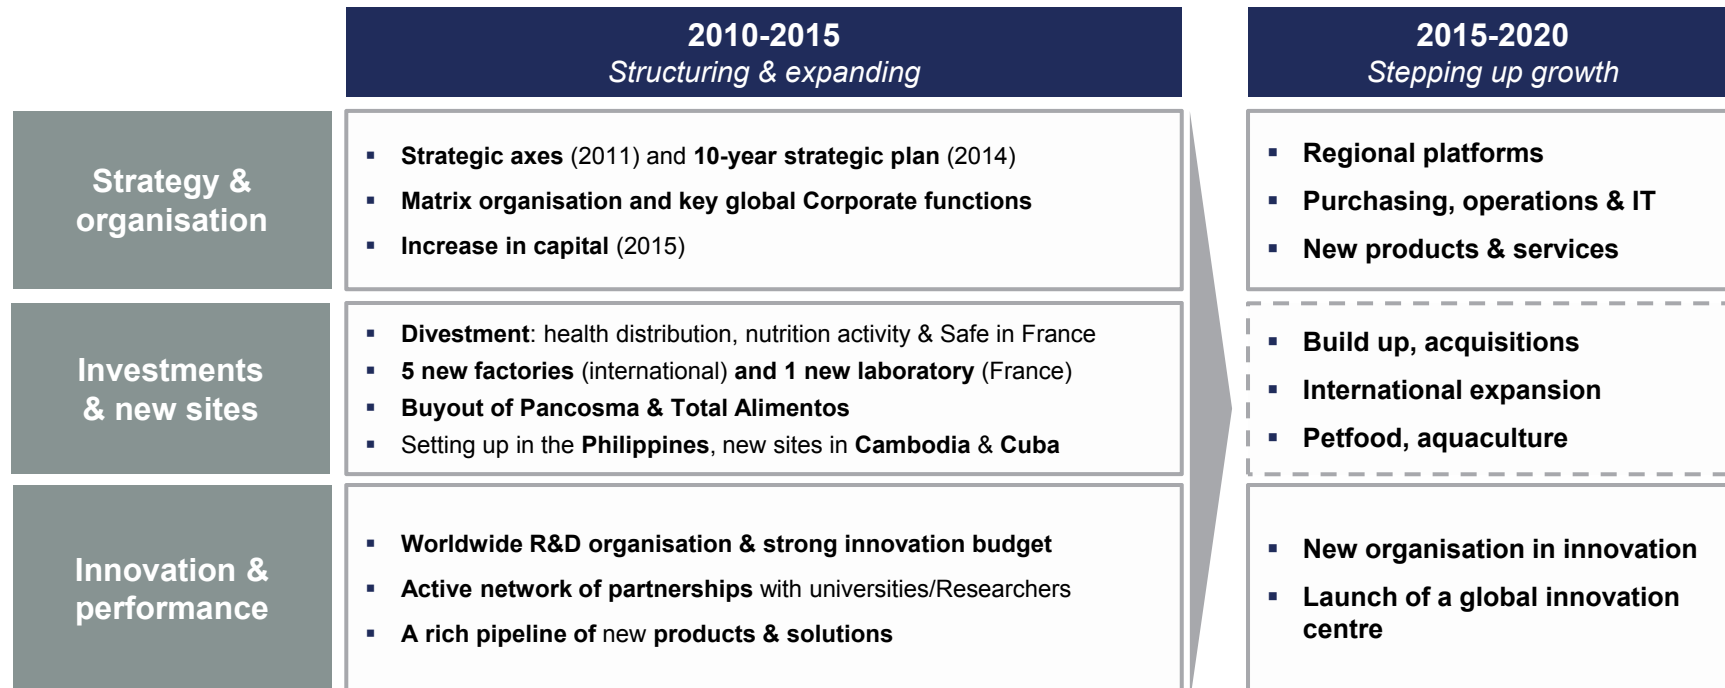 2010-2015
Structuring & expanding
2015-2020
Stepping up growth
Strategy &
organisation
▪ Strategic axes (2011) and 10-year strategic plan (2014)
▪ Matrix organisation and key global Corporate functions
▪ Increase in capital (2015)
▪ Regional platforms
▪ Purchasing, operations & IT
▪ New products & services
Investments
& new sites
▪ Divestment: health distribution, nutrition activity & Safe in France
▪ 5 new factories (international) and 1 new laboratory (France)
▪ Buyout of Pancosma & Total Alimentos
▪ Setting up in the Philippines, new sites in Cambodia & Cuba
▪ Build up, acquisitions
▪ International expansion
▪ Petfood, aquaculture
Innovation &
performance
▪ Worldwide R&D organisation & strong innovation budget
▪ Active network of partnerships with universities/Researchers
▪ A rich pipeline of new products & solutions
▪ New organisation in innovation
▪ Launch of a global innovation
centre